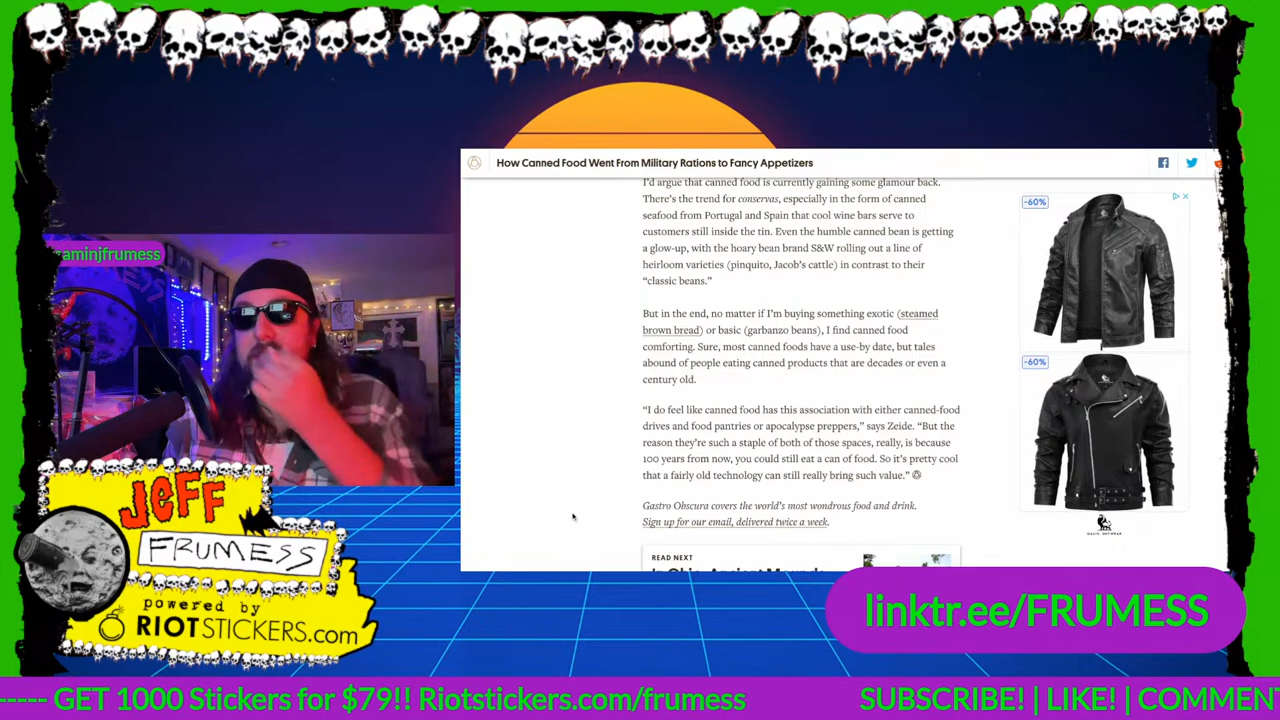 How Canned Food Went From Military Rations to Fancy Appetizers
I'd argue that canned food is currently gaining some glamour back.
There's the trend for conservas, especially in the form of canned
seafood from Portugal and Spain that cool wine bars serve to
customers still inside the tin. Even the humble canned bean is getting
a glow-up, with the hoary bean brand S&W rolling out a line of
heirloom varieties (pinquito, Jacob's cattle) in contrast to their
“classic beans.”
But in the end, no matter if I'm buying something exotic (steamed
brown bread) or basic (garbanzo beans), I find canned food
comforting. Sure, most canned foods have a use-by date, but tales
abound of people eating canned products that are decades or even a
century old.
“I do feel like canned food has this association with either canned-food
drives and food pantries or apocalypse preppers,” says Zeide. “But the
reason they're such a staple of both of those spaces, really, is because
100 years from now, you could still eat a can of food. So it's pretty cool
that a fairly old technology can still really bring such value.”
Gastro Obscura covers the world's most wondrous food and drink.
Sign up for our email, delivered twice a week.
READ NEXT
-60%
-60%
saminjfrumess
JEFF
FRUMESS
powered by
RIOTSTICKERS.com
linktr.ee/FRUMESS
----- GET 1000 Stickers for $79!! Riotstickers.com/frumess
SUBSCRIBE! | LIKE! | COMMENT